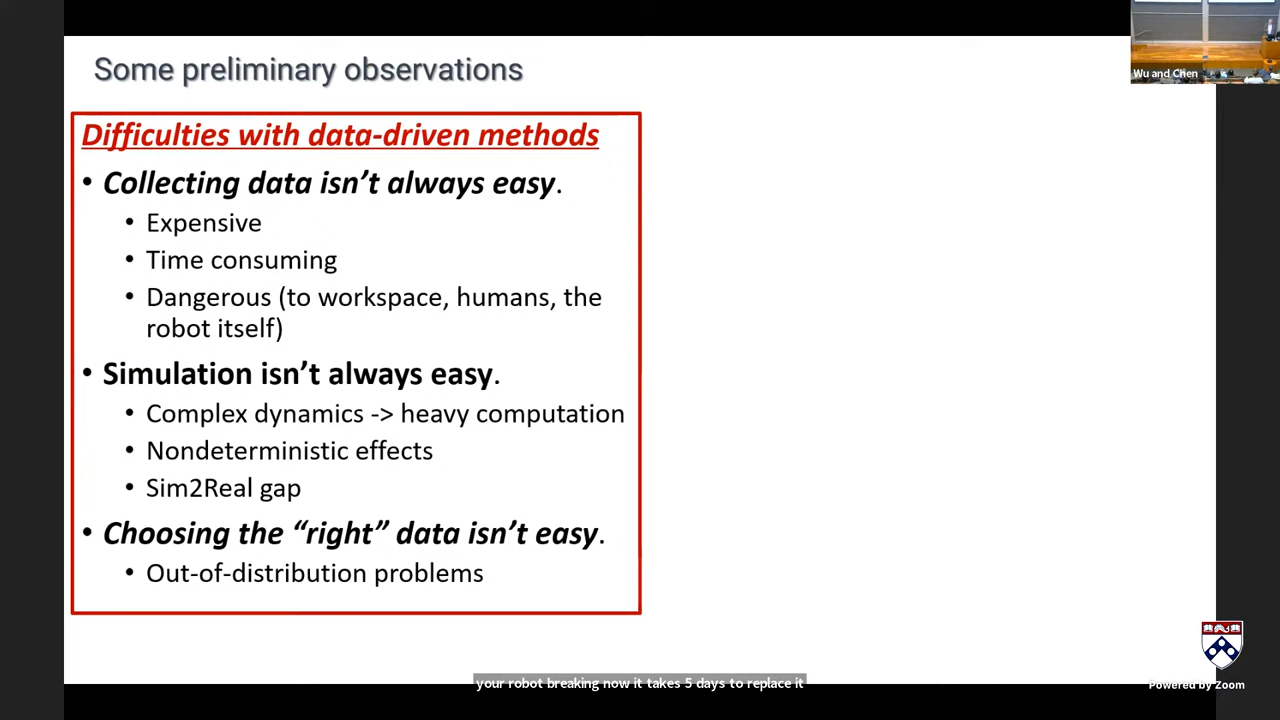 Some preliminary observations
Wu and Chen
Difficulties with data-driven methods
• Collecting data isn’t always easy.
• Expensive
• Time consuming
• Dangerous (to workspace, humans, the
robot itself)
• Simulation isn’t always easy.
• Complex dynamics -> heavy computation
• Nondeterministic effects
• Sim2Real gap
• Choosing the “right” data isn’t easy.
• Out-of-distribution problems
your robot breaking now it takes 5 days to replace it
Powered by Zoom